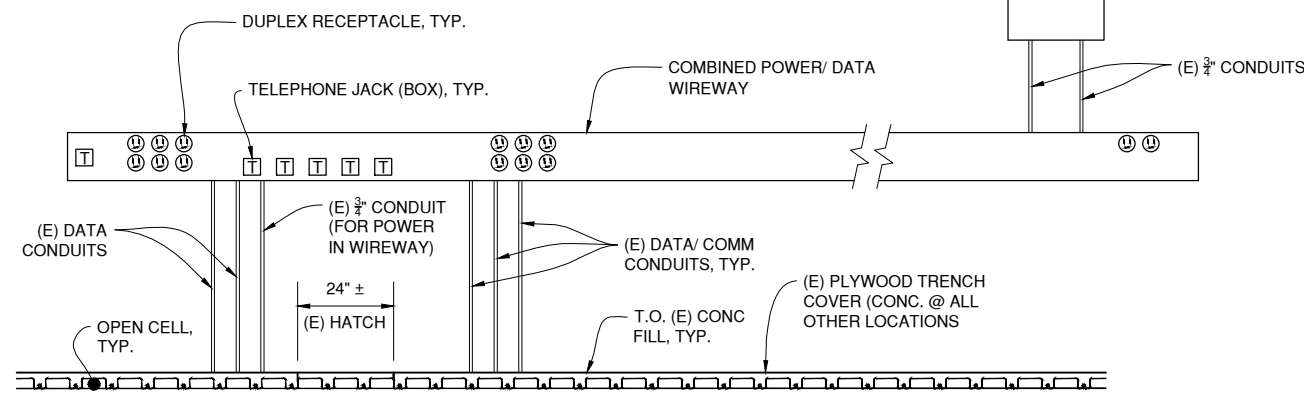 DUPLEX RECEPTACLE, TYP.
TELEPHONE JACK (BOX), TYP.
COMBINED POWER/ DATA
WIREWAY
(E) 3/4" CONDUITS
T
T T T T T
(E) DATA
CONDUITS
(E) 3/4" CONDUIT
(FOR POWER
IN WIREWAY)
(E) DATA/ COMM
CONDUITS, TYP.
24" ±
(E) HATCH
OPEN CELL,
TYP.
T.O. (E) CONC
FILL, TYP.
(E) PLYWOOD TRENCH
COVER (CONC. @ ALL
OTHER LOCATIONS